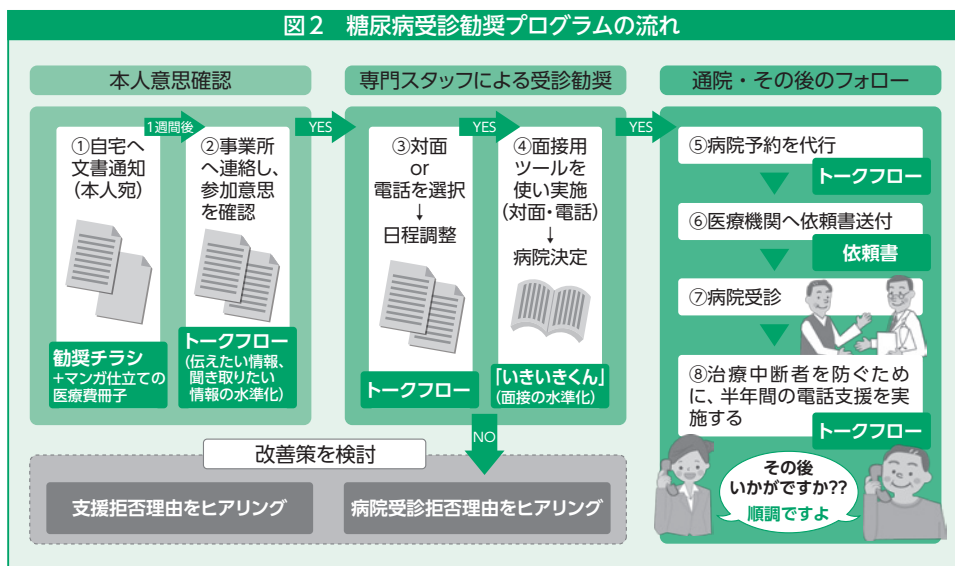 図2 糖尿病受診勧奨プログラムの流れ
本人意思確認
1週間後
①自宅へ
文書通知
(本人宛)
勧奨チラシ
+マンガ仕立ての
医療費冊子
②事業所
へ連絡し、
参加意思
を確認
トークフロー
(伝えたい情報、
聞き取りたい
情報の水準化)
YES
専門スタッフによる受診勧奨
③対面
or
電話を選択
↓
日程調整
トークフロー
YES
④面接用
ツールを
使い実施
(対面・電話)
↓
病院決定
「いきいきくん」
(面接の水準化)
YES
NO
通院・その後のフォロー
⑤病院予約を代行
トークフロー
⑥医療機関へ依頼書送付
依頼書
⑦病院受診
⑧治療中断者を防ぐため
に、半年間の電話支援を実
施する
トークフロー
その後
いかがですか??
順調ですよ
改善策を検討
支援拒否理由をヒアリング
病院受診拒否理由をヒアリング